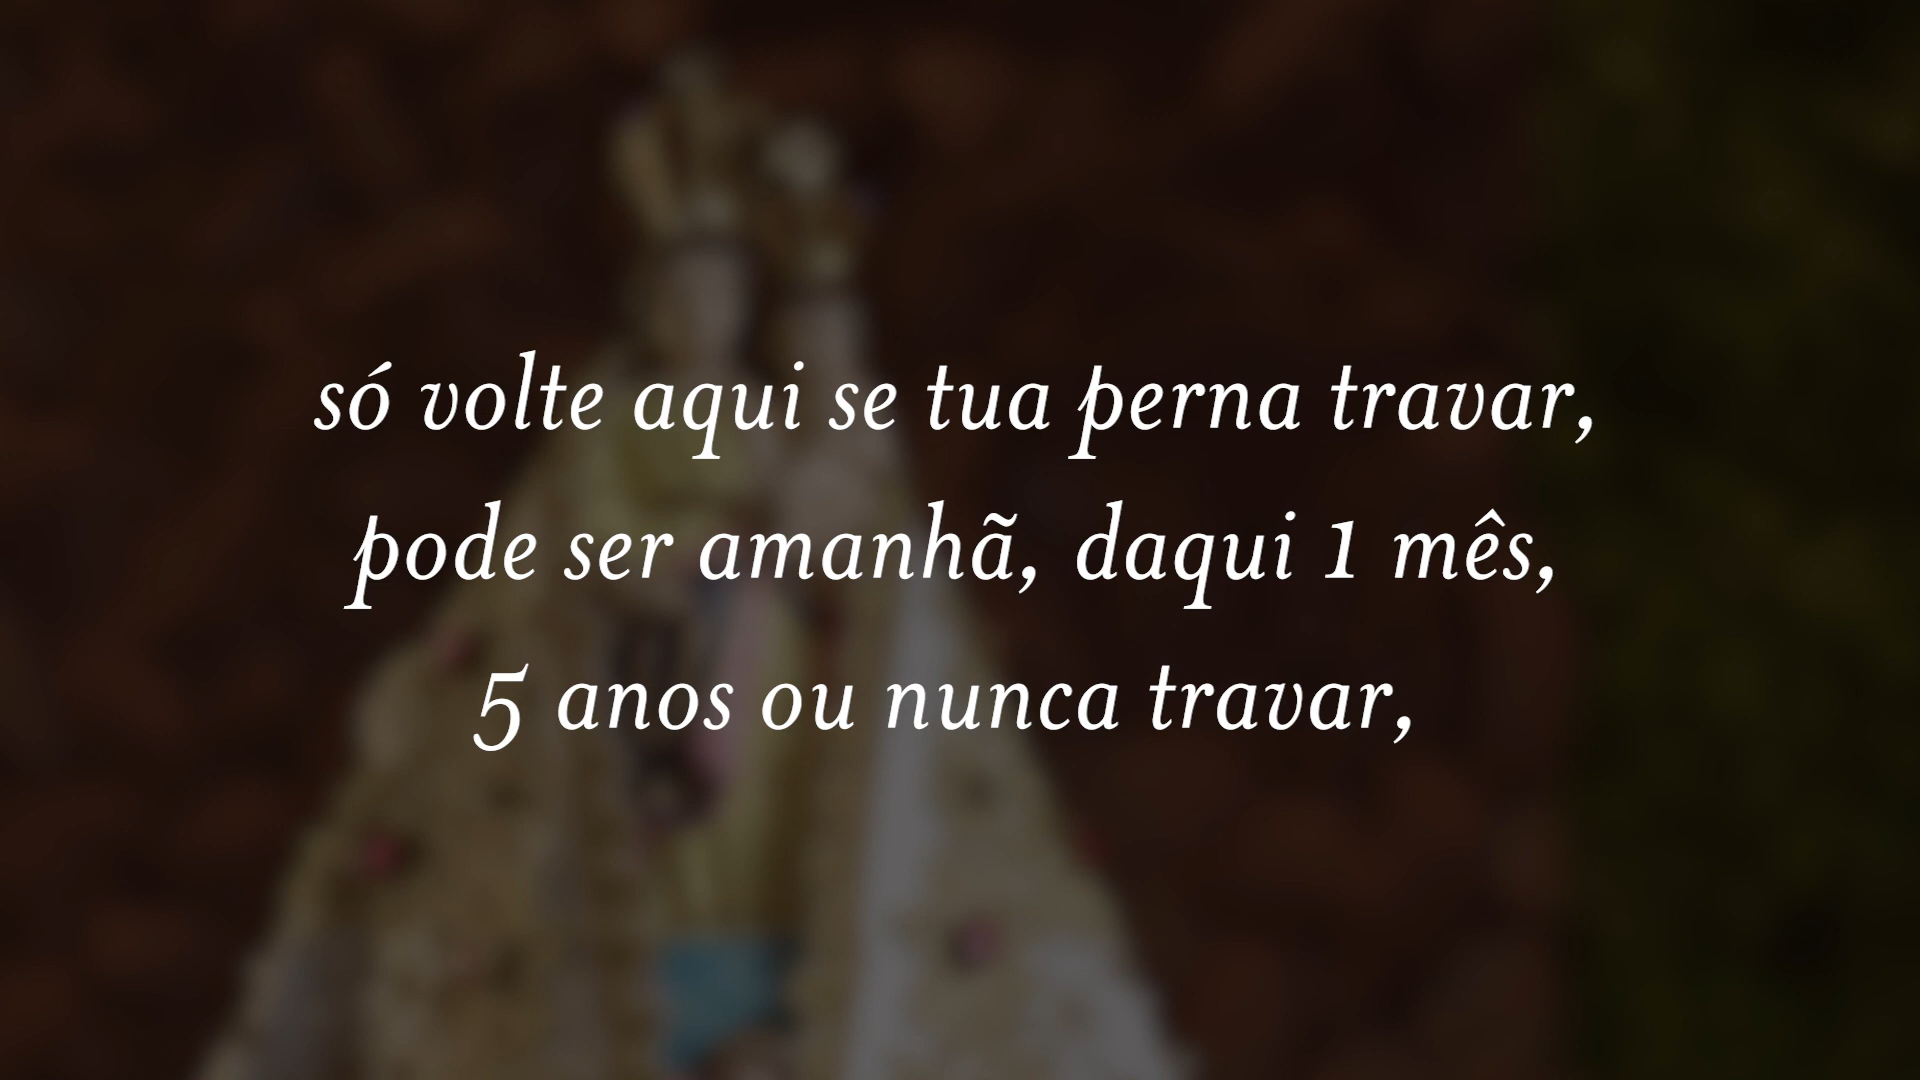 só volte aqui se tua perna travar,
pode ser amanhã, daqui 1 mês,
5 anos ou nunca travar,